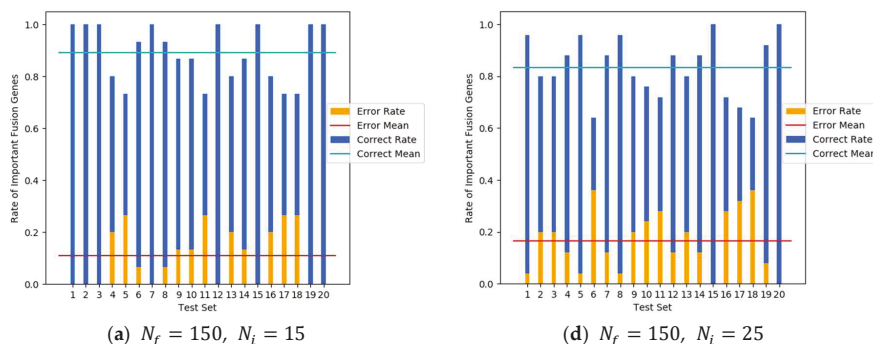 1.0
0.8
0.6
0.4
0.2
0.0
Rate of Important Fusion Genes
1 2 3 4 5 6 7 8 9 10 11 12 13 14 15 16 17 18 19 20
Test Set
Error Rate
Error Mean
Correct Rate
Correct Mean
(a) N_f = 150, N_i = 15
1.0
0.8
0.6
0.4
0.2
0.0
Rate of Important Fusion Genes
1 2 3 4 5 6 7 8 9 10 11 12 13 14 15 16 17 18 19 20
Test Set
Error Rate
Error Mean
Correct Rate
Correct Mean
(d) N_f = 150, N_i = 25